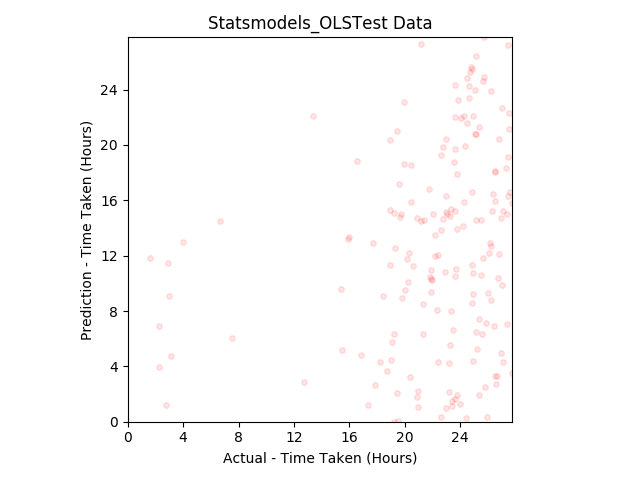 Statsmodels_OLSTest Data
Prediction - Time Taken (Hours)
24
20
16
12
8
4
0
0 4 8 12 16 20 24
Actual - Time Taken (Hours)